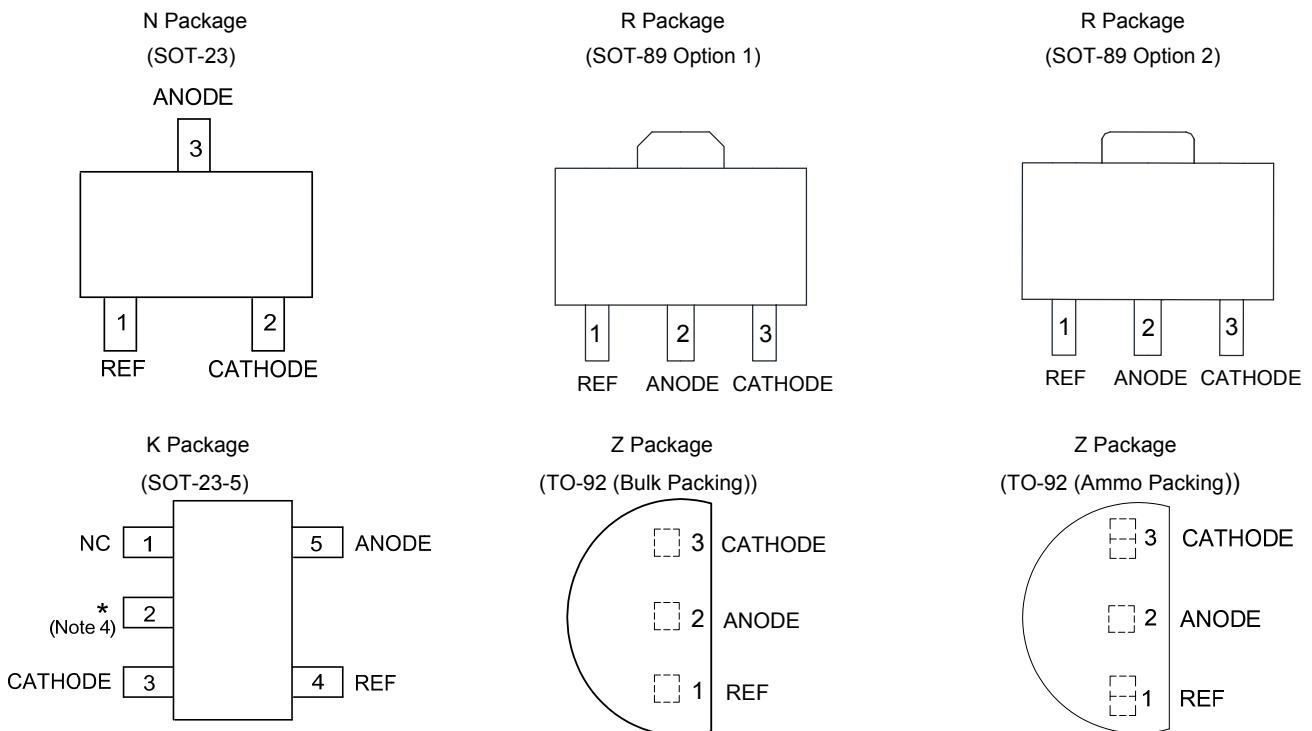 N Package
(SOT-23)
ANODE
3
1
2
REF
CATHODE
R Package
(SOT-89 Option 1)
1
2
3
REF ANODE CATHODE
R Package
(SOT-89 Option 2)
1
2
3
REF ANODE CATHODE
K Package
(SOT-23-5)
NC 1
5 ANODE
* 2
(Note 4)
CATHODE 3
4 REF
Z Package
(TO-92 (Bulk Packing))
3 CATHODE
2 ANODE
1 REF
Z Package
(TO-92 (Ammo Packing))
3 CATHODE
2 ANODE
1 REF